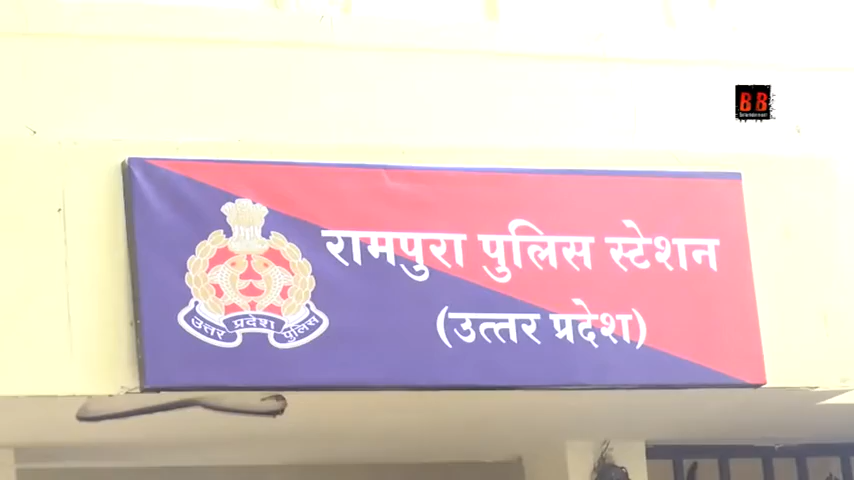 BB
रामपुरा पुलिस स्टेशन
(उत्तर प्रदेश)
उत्तर प्रदेश पुलिस